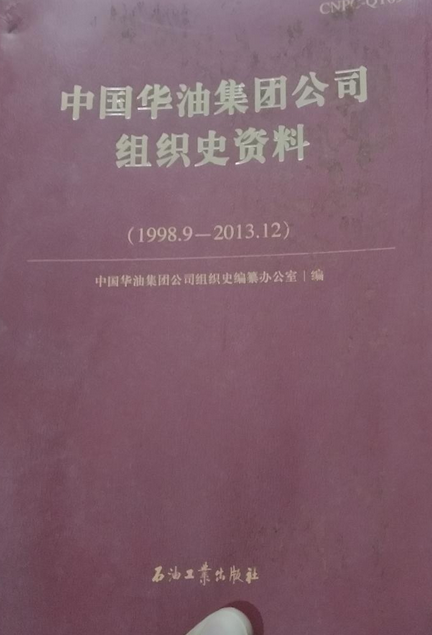 中国华油集团公司
组织史资料
(1998.9—2013.12)
中国华油集团公司组织史编纂办公室 | 编
石油工业出版社